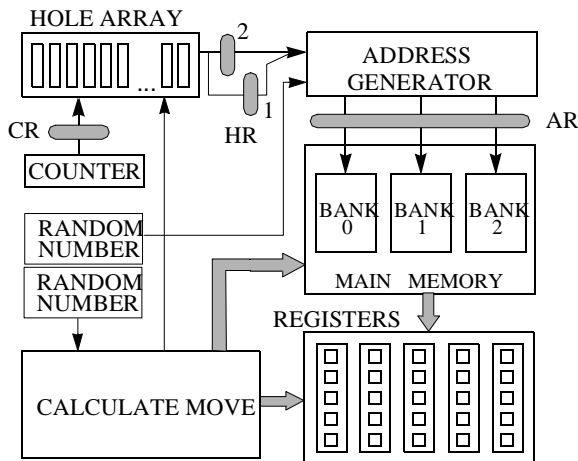 HOLE ARRAY
...
2
1
HR
CR
COUNTER
ADDRESS
GENERATOR
AR
RANDOM
NUMBER
RANDOM
NUMBER
BANK
0
BANK
1
BANK
2
MAIN MEMORY
REGISTERS
CALCULATE MOVE